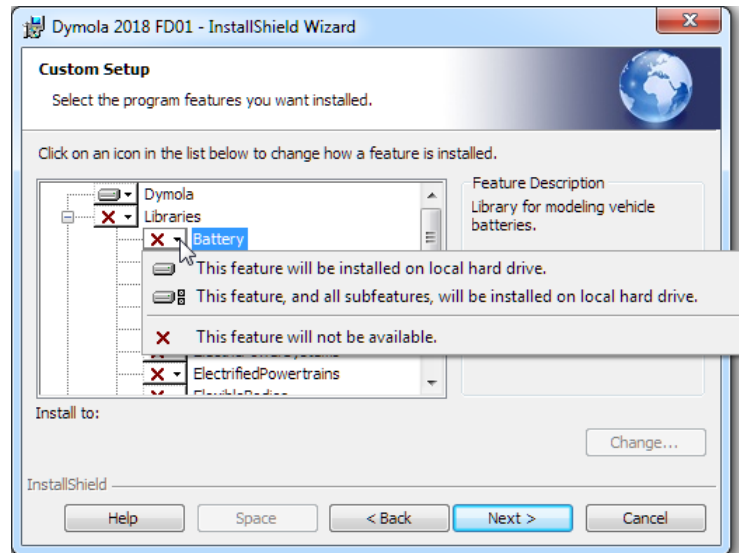 Dymola 2018 FD01 - InstallShield Wizard
Custom Setup
Select the program features you want installed.
Click on an icon in the list below to change how a feature is installed.
Dymola
Libraries
Battery
Feature Description
Library for modeling vehicle
batteries.
This feature will be installed on local hard drive.
This feature, and all subfeatures, will be installed on local hard drive.
This feature will not be available.
ElectrifiedPowertrains
Install to:
Change...
InstallShield
Help
Space
< Back
Next >
Cancel